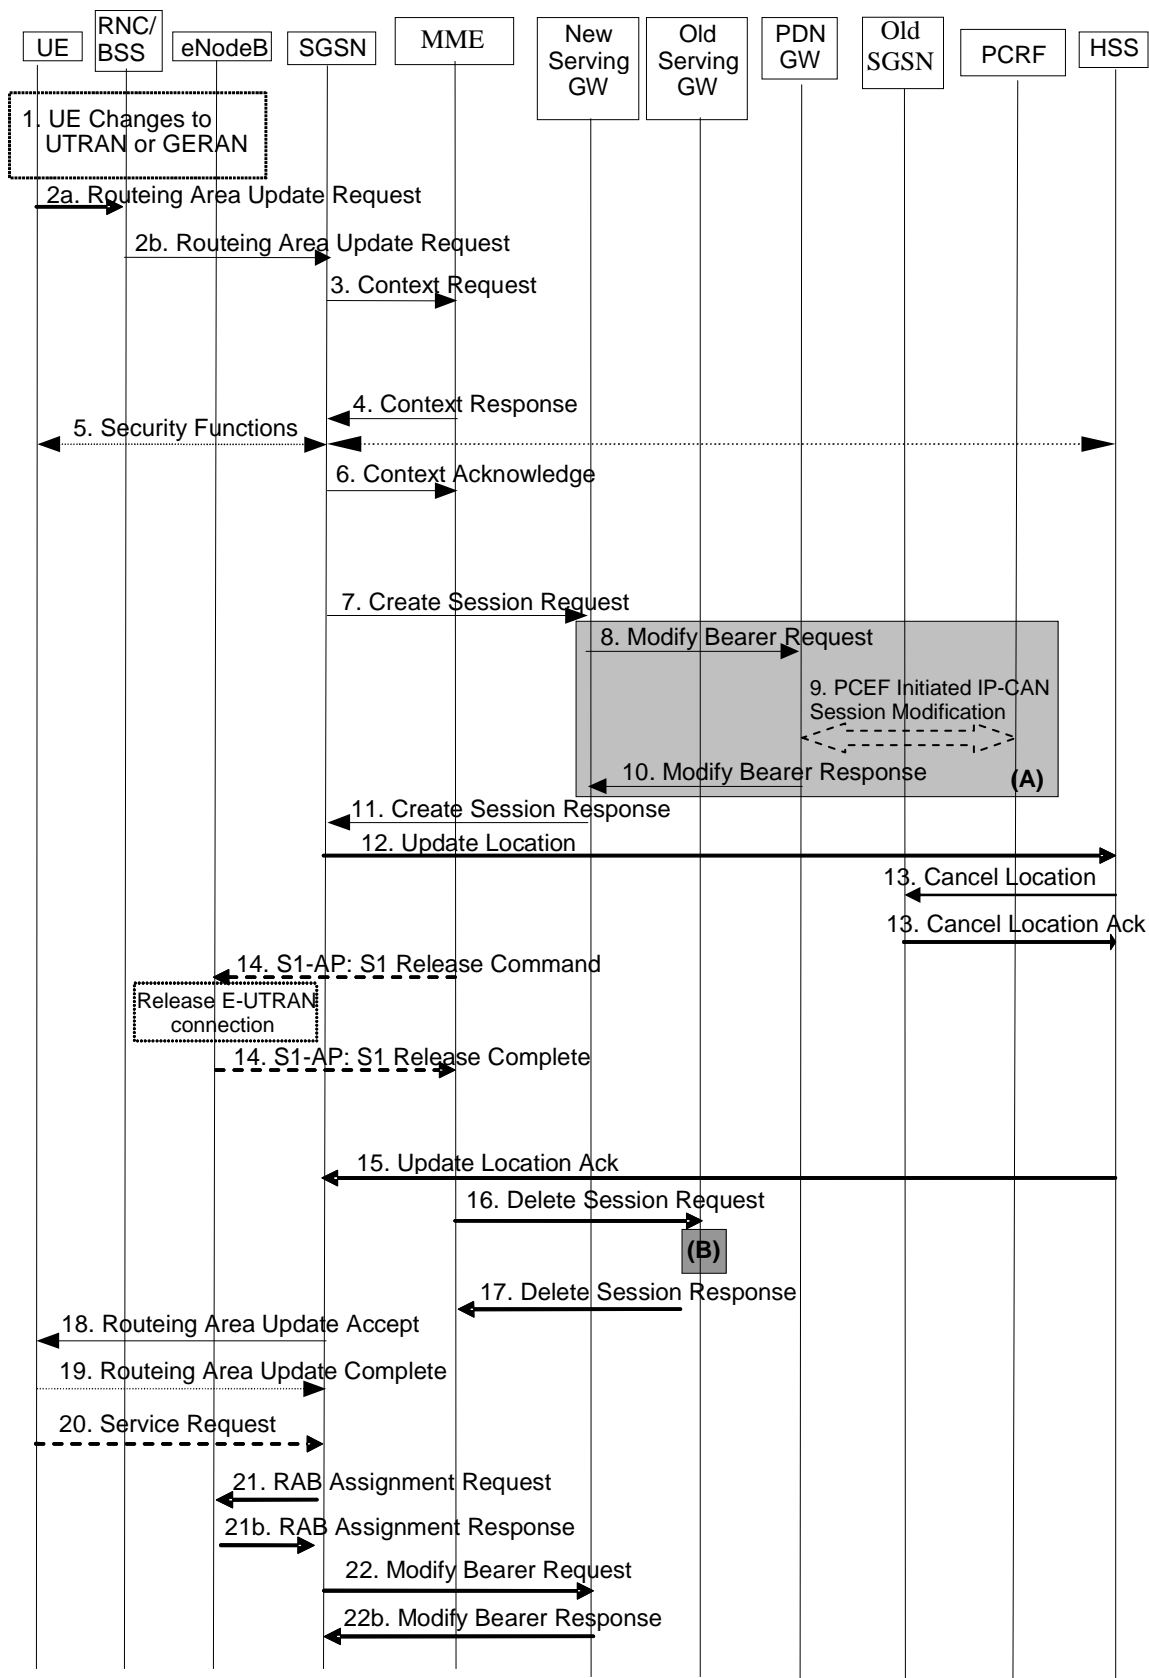 UE
RNC/
BSS
eNodeB
SGSN
MME
New
Serving
GW
Old
Serving
GW
PDN
GW
Old
SGSN
PCRF
HSS
1. UE Changes to
UTRAN or GERAN
2a. Routeing Area Update Request
2b. Routeing Area Update Request
3. Context Request
4. Context Response
5. Security Functions
6. Context Acknowledge
7. Create Session Request
8. Modify Bearer Request
9. PCEF Initiated IP-CAN
Session Modification
10. Modify Bearer Response
(A)
11. Create Session Response
12. Update Location
13. Cancel Location
13. Cancel Location Ack
14. S1-AP: S1 Release Command
Release E-UTRAN
connection
14. S1-AP: S1 Release Complete
15. Update Location Ack
16. Delete Session Request
(B)
17. Delete Session Response
18. Routeing Area Update Accept
19. Routeing Area Update Complete
20. Service Request
21. RAB Assignment Request
21b. RAB Assignment Response
22. Modify Bearer Request
22b. Modify Bearer Response